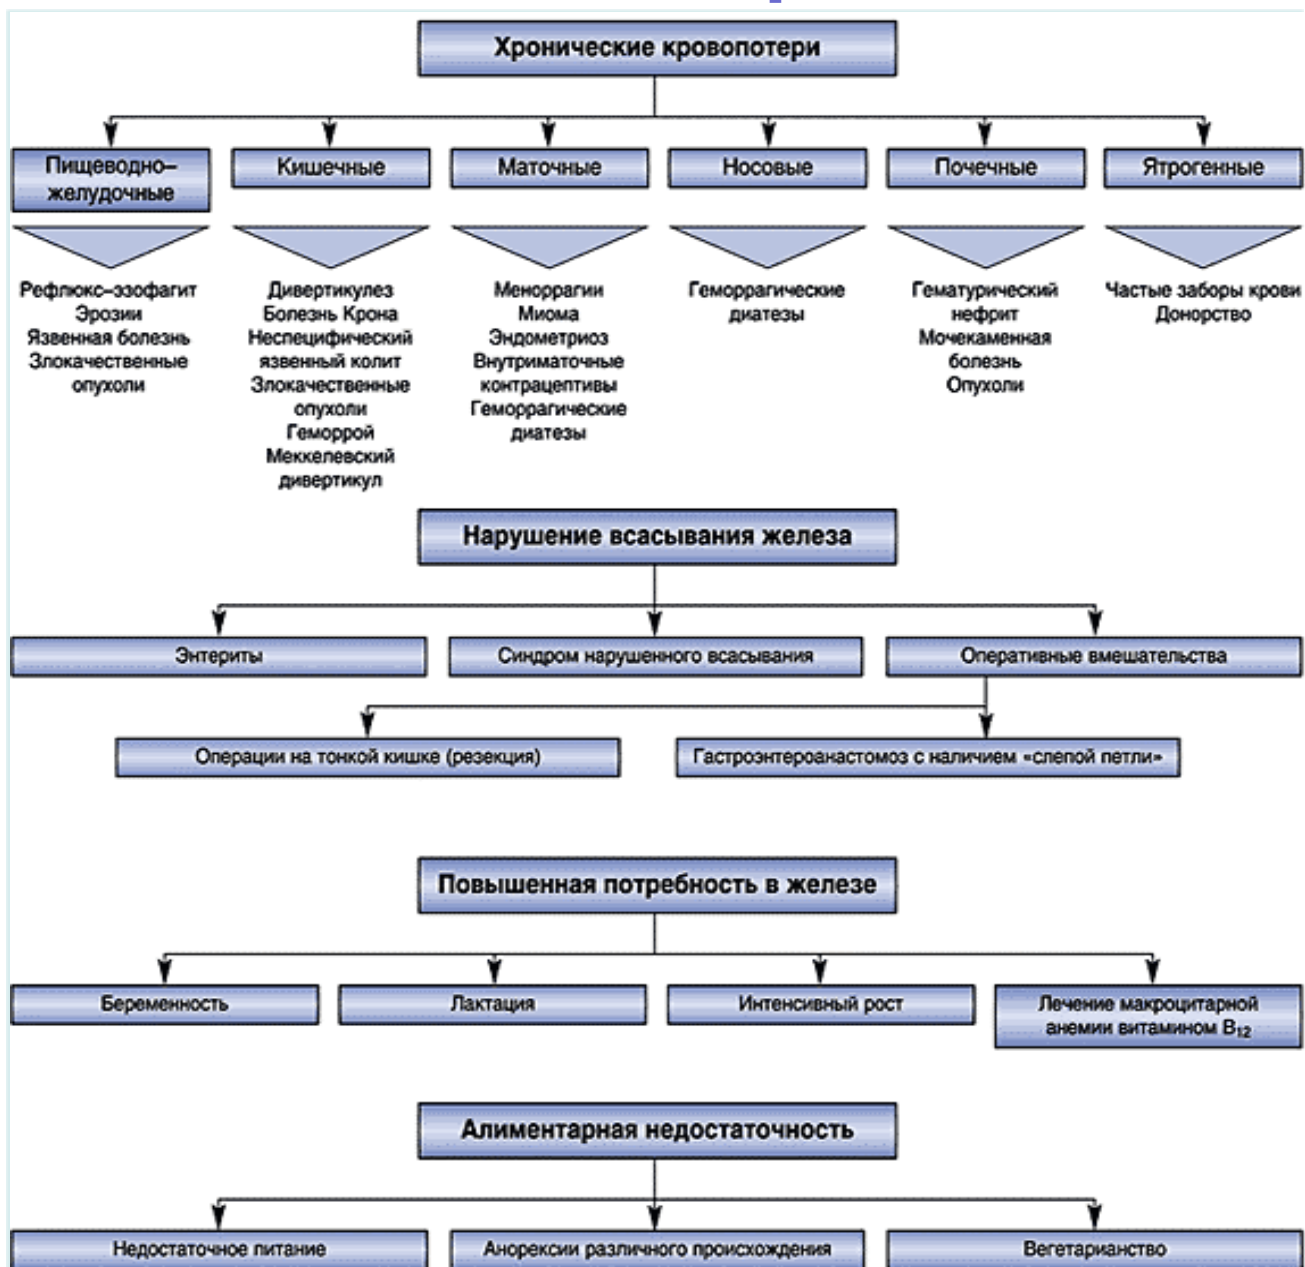 Хронические кровопотери
Пищеводно–
желудочные
Кишечные
Маточные
Носовые
Почечные
Ятрогенные
Рефлюкс–эзофагит
Эрозии
Язвенная болезнь
Злокачественные
опухоли
Дивертикулез
Болезнь Крона
Неспецифический
язвенный колит
Злокачественные
опухоли
Геморрой
Меккелевский
дивертикул
Меноррагии
Миома
Эндометриоз
Внутриматочные
контрацептивы
Геморрагические
диатезы
Геморрагические
диатезы
Гематурический
нефрит
Мочекаменная
болезнь
Опухоли
Частые заборы крови
Донорство
Нарушение всасывания железа
Энтериты
Синдром нарушенного всасывания
Оперативные вмешательства
Операции на тонкой кишке (резекция)
Гастроэнтероанастомоз с наличием «слепой петли»
Повышенная потребность в железе
Беременность
Лактация
Интенсивный рост
Лечение макроцитарной
анемии витамином B₁₂
Алиментарная недостаточность
Недостаточное питание
Анорексии различного происхождения
Вегетарианство